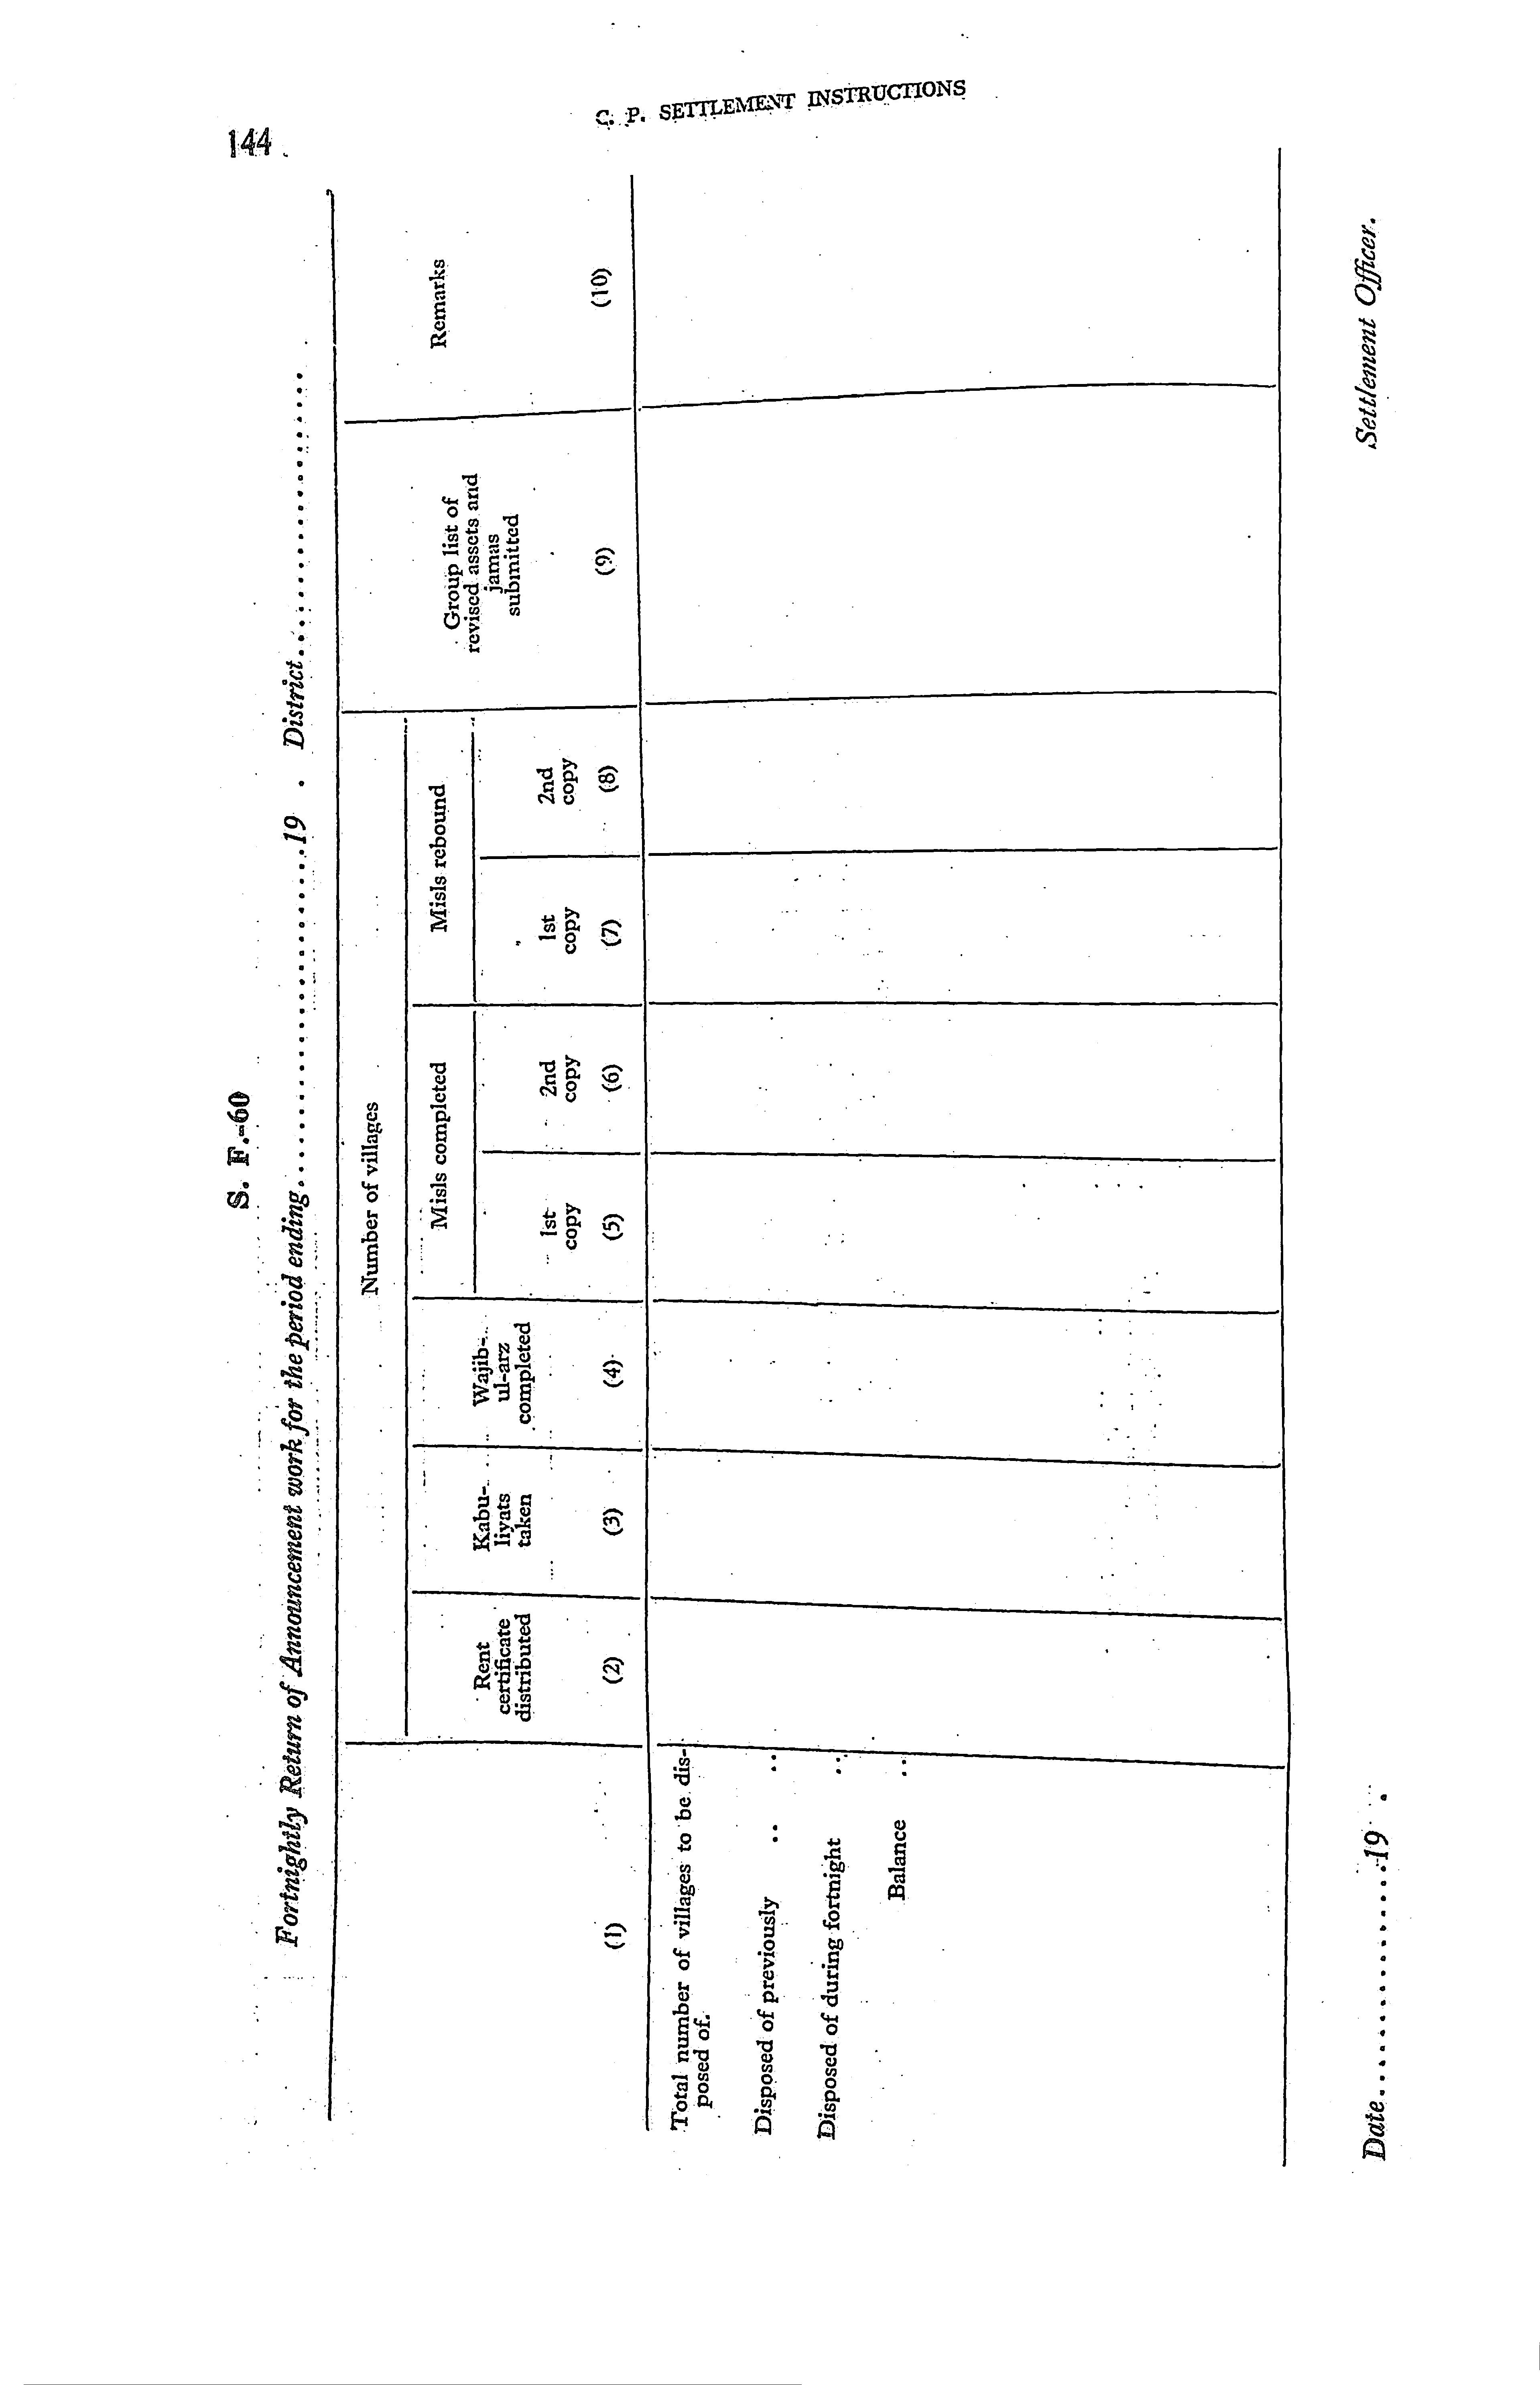 144
C. P. SETTLEMENT INSTRUCTIONS
S. F.-60
Fortnightly Return of Announcement work for the period ending..............................19 . District........................
Number of villages
Misls completed
Misls rebound
Rent
certificate
distributed
Kabu-
liyats
taken
Wajib-
ul-arz
completed
1st
copy
2nd
copy
1st
copy
2nd
copy
Group list of
revised assets and
jamas
submitted
Remarks
(1)
(2)
(3)
(4)
(5)
(6)
(7)
(8)
(9)
(10)
Total number of villages to be dis-
posed of.
Disposed of previously .. ..
Disposed of during fortnight ..
Balance ..
Date..................19 .
Settlement Officer.